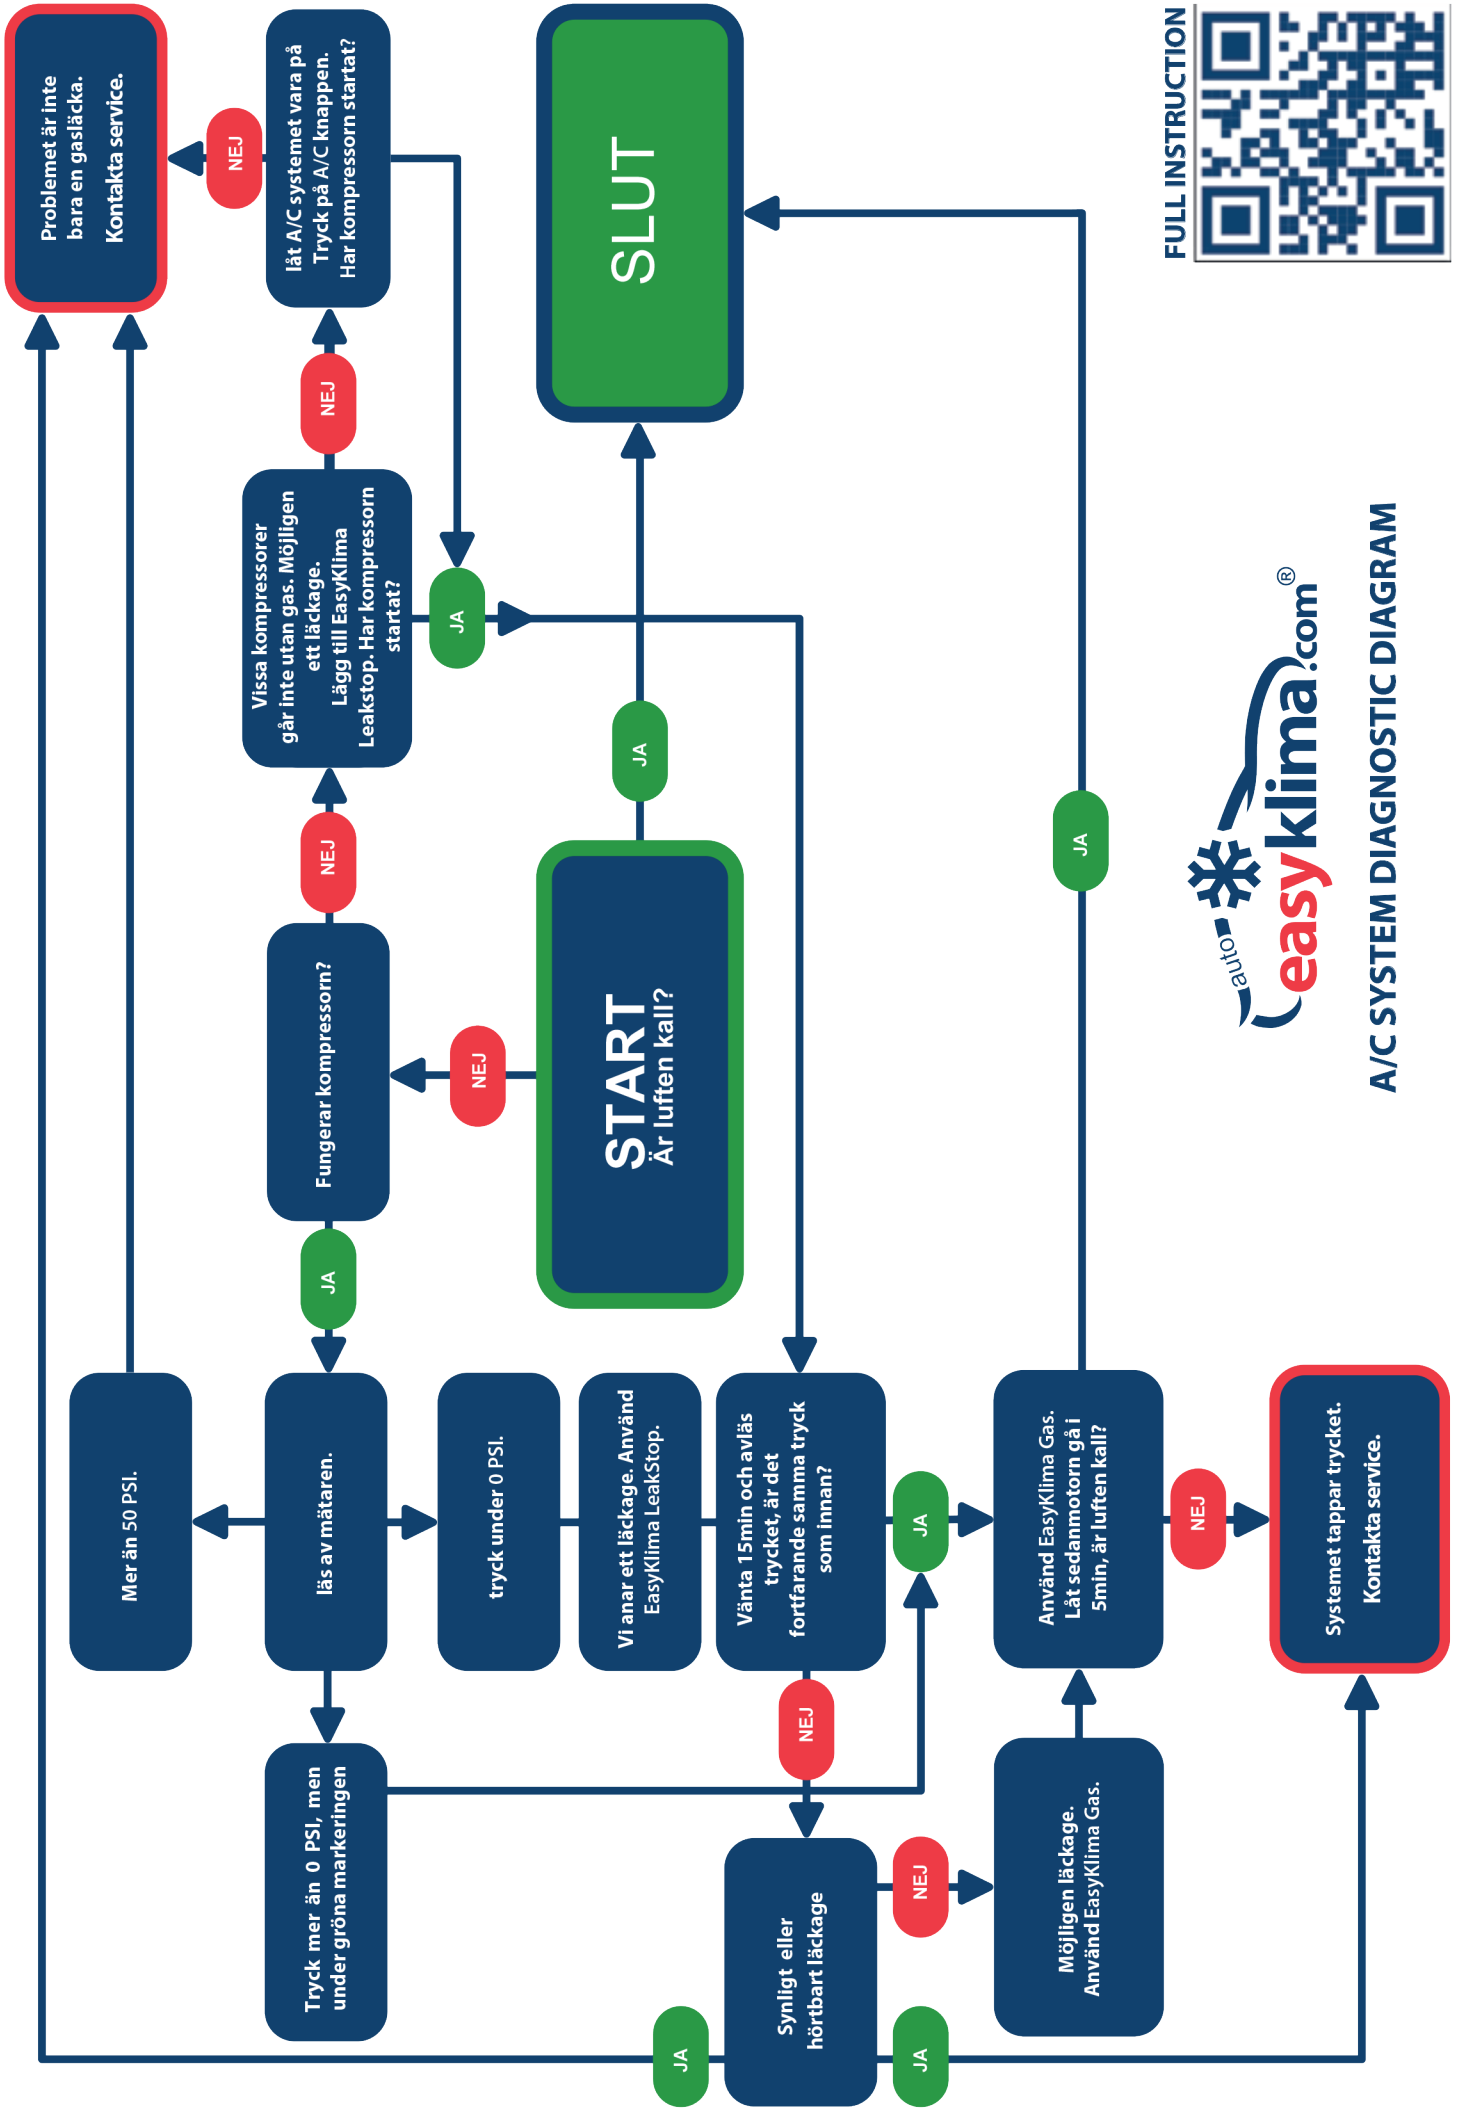 Mer än 50 PSI.
Problemet är inte
bara en gasläcka.
Kontakta service.
NEJ
Tryck mer än 0 PSI, men
under gröna markeringen
läs av mätaren.
JA
Fungerar kompressorn?
NEJ
Vissa kompressorer
går inte utan gas. Möjligen
ett läckage.
Lägg till EasyKlima
Leakstop. Har kompressorn
startat?
NEJ
låt A/C systemet vara på
Tryck på A/C knappen.
Har kompressorn startat?
JA
NEJ
tryck under 0 PSI.
START
Är luften kall?
JA
SLUT
Vi anar ett läckage. Använd
EasyKlima LeakStop.
JA
Synligt eller
hörtbart läckage
NEJ
Vänta 15min och avläs
trycket, är det
fortfarande samma tryck
som innan?
JA
NEJ
JA
Möjligen läckage.
Använd EasyKlima Gas.
Använd EasyKlima Gas.
Låt sedanmotorn gå i
5min, är luften kall?
JA
NEJ
Systemet tappar trycket.
Kontakta service.
auto
easyklima.com®
A/C SYSTEM DIAGNOSTIC DIAGRAM
FULL INSTRUCTION